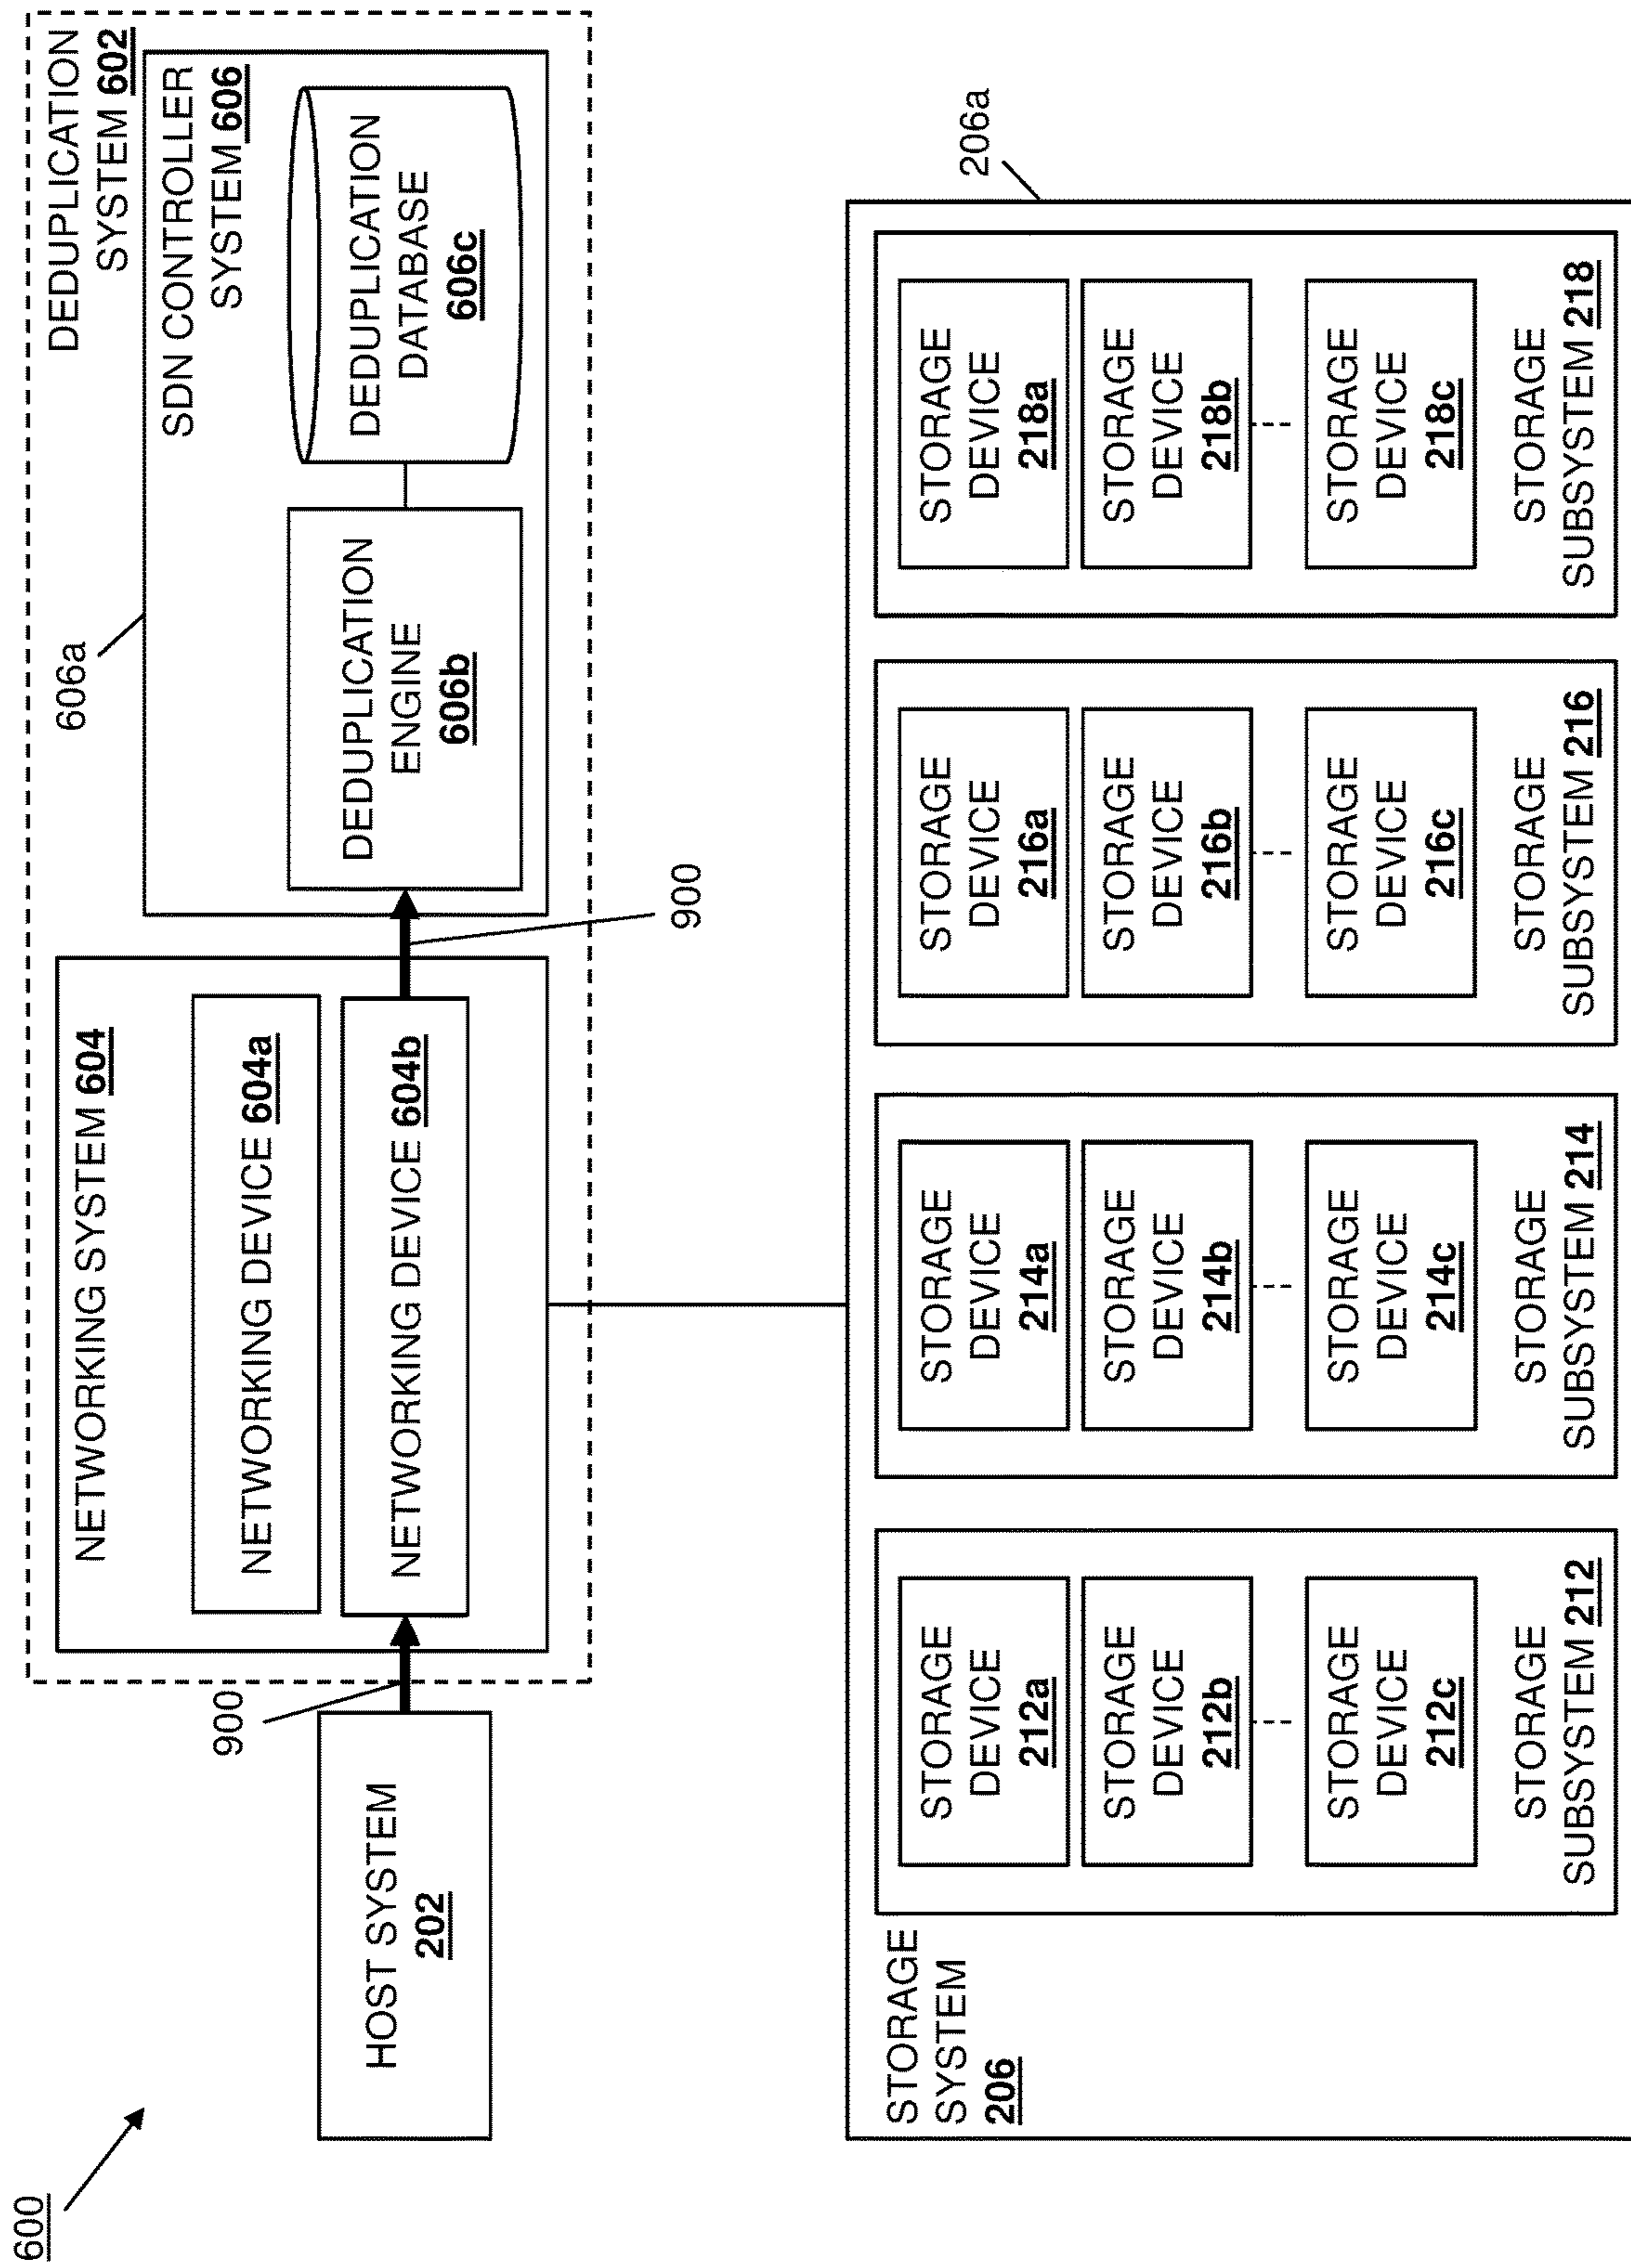 600
DEDUPLICATION
SYSTEM 602
606a
NETWORKING SYSTEM 604
NETWORKING DEVICE 604a
NETWORKING DEVICE 604b
SDN CONTROLLER
SYSTEM 606
DEDUPLICATION
ENGINE
606b
DEDUPLICATION
DATABASE
606c
900
HOST SYSTEM
202
900
206a
STORAGE
SYSTEM
206
STORAGE
DEVICE
212a
STORAGE
DEVICE
212b
STORAGE
DEVICE
212c
STORAGE
SUBSYSTEM 212
STORAGE
DEVICE
214a
STORAGE
DEVICE
214b
STORAGE
DEVICE
214c
STORAGE
SUBSYSTEM 214
STORAGE
DEVICE
216a
STORAGE
DEVICE
216b
STORAGE
DEVICE
216c
STORAGE
SUBSYSTEM 216
STORAGE
DEVICE
218a
STORAGE
DEVICE
218b
STORAGE
DEVICE
218c
STORAGE
SUBSYSTEM 218